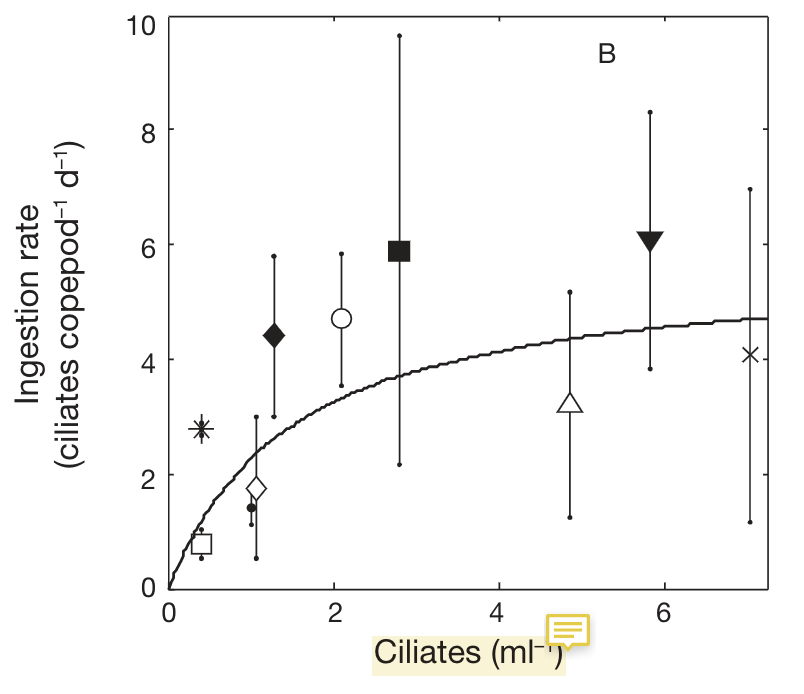 10
8
6
4
2
0
0 2 4 6
B
Ingestion rate
(ciliates copepod⁻¹ d⁻¹)
Ciliates (ml⁻¹)